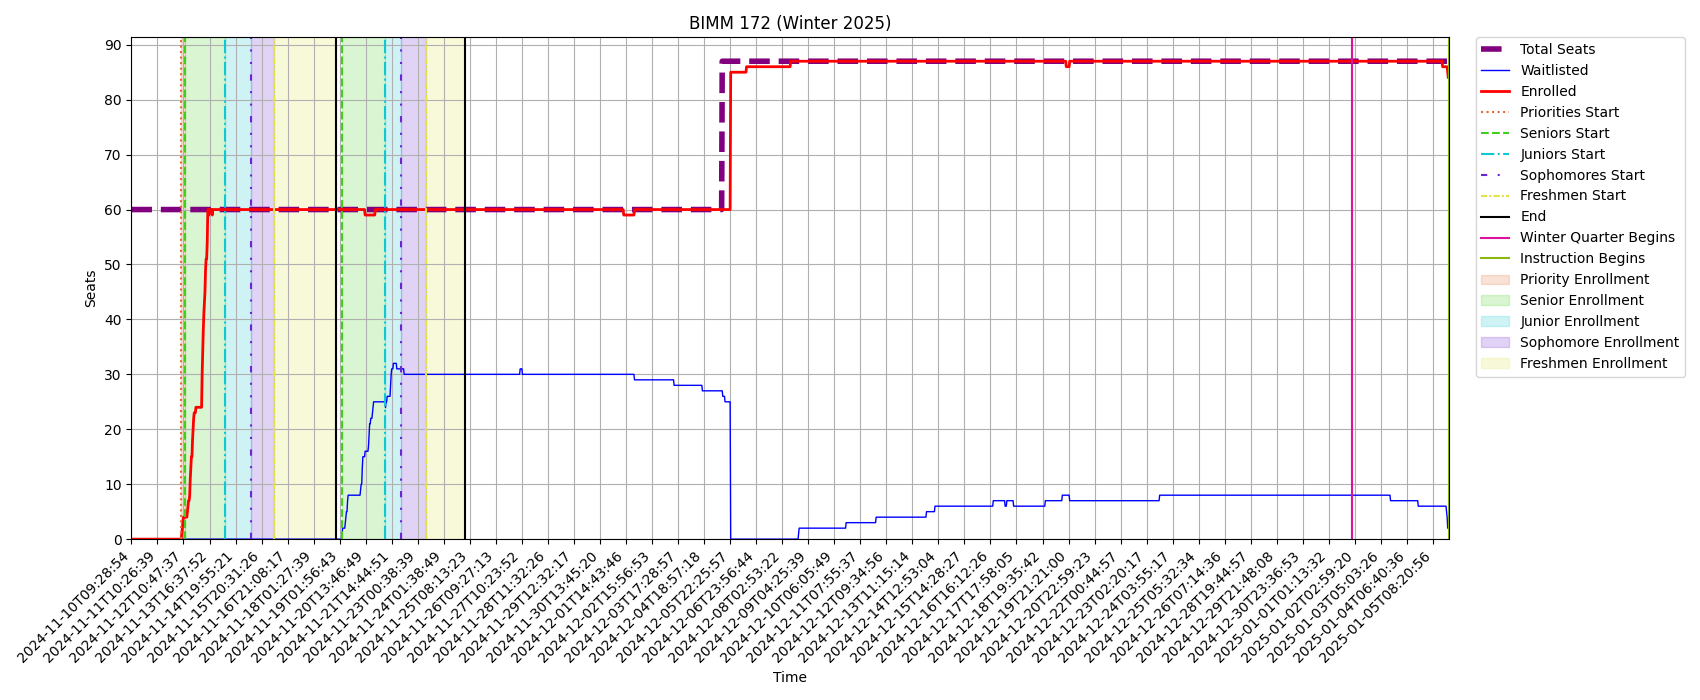 BIMM 172 (Winter 2025)
Seats
90
80
70
60
50
40
30
20
10
0
2024-11-10T09:28:54
2024-11-11T10:26:39
2024-11-12T10:47:37
2024-11-13T16:37:52
2024-11-14T19:55:21
2024-11-15T20:31:26
2024-11-16T21:08:17
2024-11-18T01:27:39
2024-11-19T01:56:43
2024-11-20T13:46:49
2024-11-21T14:44:51
2024-11-23T00:38:39
2024-11-24T01:38:49
2024-11-25T08:13:23
2024-11-26T09:27:13
2024-11-27T10:23:52
2024-11-28T11:32:26
2024-11-29T12:32:17
2024-11-30T13:45:20
2024-12-01T14:43:46
2024-12-02T15:56:53
2024-12-03T17:28:57
2024-12-04T18:57:18
2024-12-05T22:25:57
2024-12-06T23:56:44
2024-12-08T02:53:22
2024-12-09T04:25:39
2024-12-10T06:05:49
2024-12-11T07:55:37
2024-12-12T09:34:56
2024-12-13T11:15:14
2024-12-14T12:53:04
2024-12-15T14:28:27
2024-12-16T16:12:26
2024-12-17T17:58:05
2024-12-18T19:35:42
2024-12-19T21:21:00
2024-12-20T22:59:23
2024-12-22T00:44:57
2024-12-24T03:55:17
2024-12-25T05:32:34
2024-12-26T07:14:36
2024-12-28T19:44:57
2024-12-29T21:48:08
2024-12-30T23:36:53
2025-01-01T01:13:32
2025-01-02T02:59:20
2025-01-03T05:03:26
2025-01-04T06:40:36
2025-01-05T08:20:56
Time
Total Seats
Waitlisted
Enrolled
Priorities Start
Seniors Start
Juniors Start
Sophomores Start
Freshmen Start
End
Winter Quarter Begins
Instruction Begins
Priority Enrollment
Senior Enrollment
Junior Enrollment
Sophomore Enrollment
Freshmen Enrollment